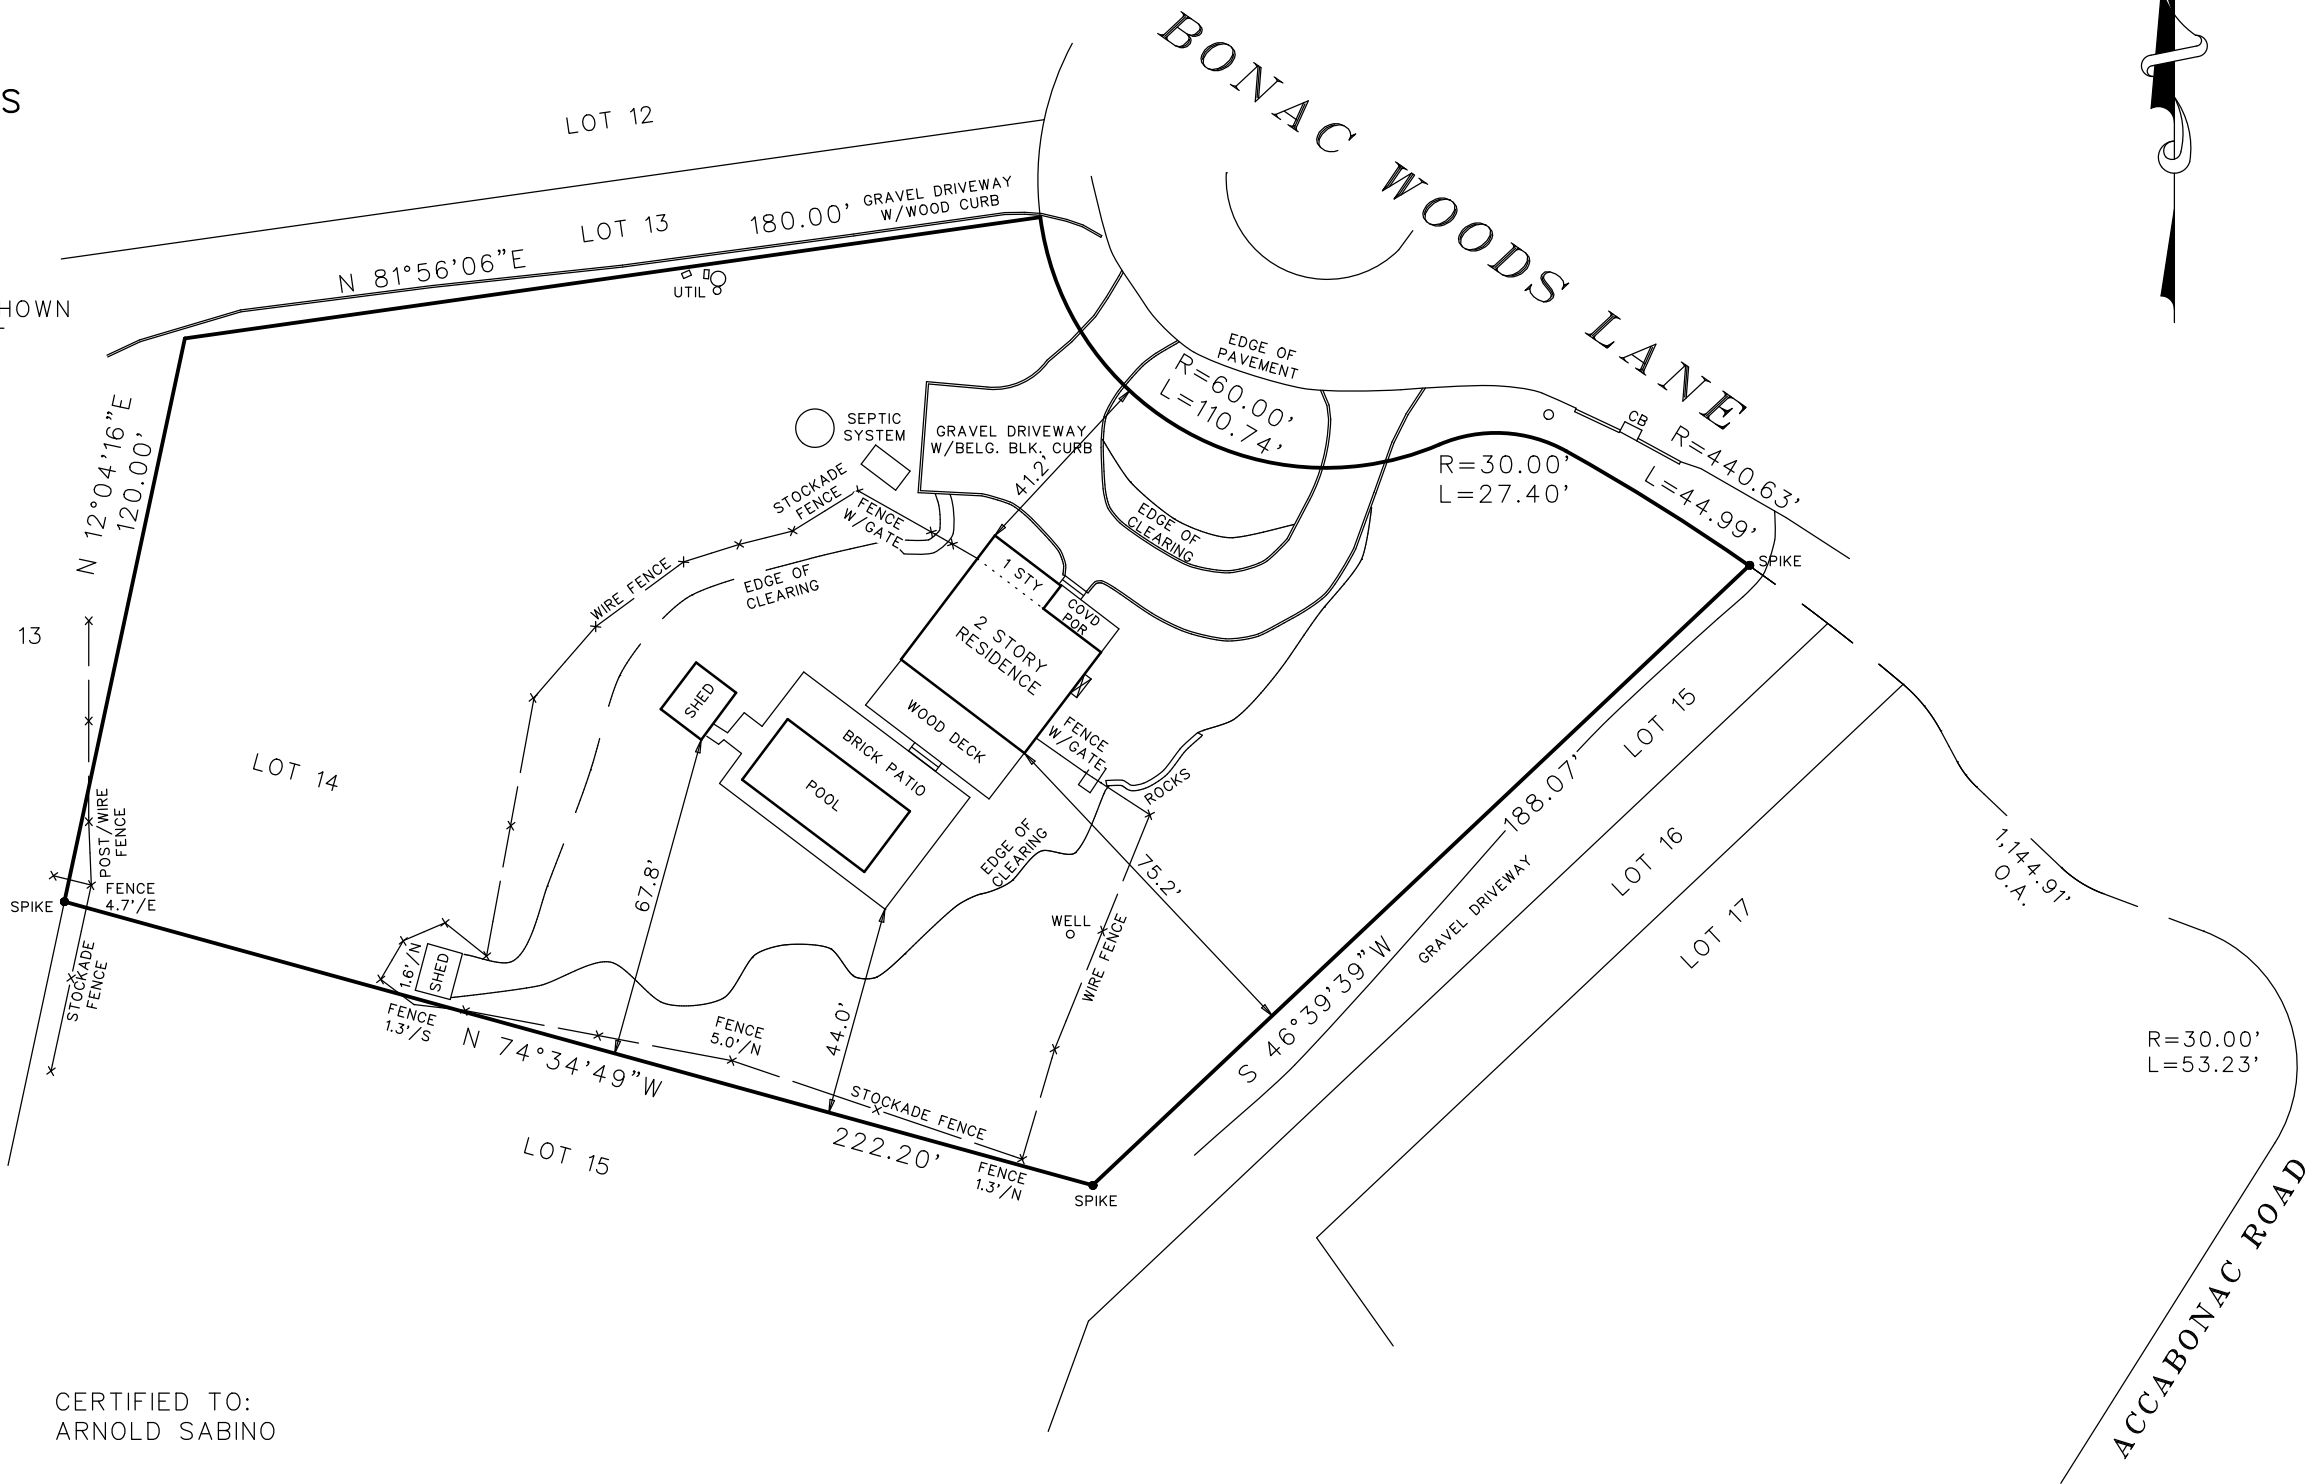 S
BONAC WOODS LANE
LOT 12
GRAVEL DRIVEWAY
W/WOOD CURB
LOT 13
180.00'
N 81°56'06"E
UTIL
HOWN
EDGE OF
PAVEMENT
R=60.00'
L=110.74'
CB
R=440.63'
L=44.99'
R=30.00'
L=27.40'
SEPTIC
SYSTEM
GRAVEL DRIVEWAY
W/BELG. BLK. CURB
41.2'
N 12°04'16"E
120.00'
STOCKADE
FENCE
FENCE
W/GATE
EDGE OF
CLEARING
SPIKE
1 STY
COVD
POR
WIRE FENCE
EDGE OF
CLEARING
13
2 STORY
RESIDENCE
SHED
WOOD DECK
FENCE
W/GATE
BRICK PATIO
POOL
ROCKS
LOT 14
LOT 15
188.07'
LOT 16
GRAVEL DRIVEWAY
LOT 17
1,144.91'
O.A.
POST/WIRE
FENCE
EDGE OF
CLEARING
75.2'
67.8'
FENCE
4.7'/E
SPIKE
WELL
WIRE FENCE
STOCKADE
FENCE
1.6'/N
SHED
FENCE
1.3'/S
44.0'
FENCE
5.0'/N
S 46°39'39"W
N 74°34'49"W
R=30.00'
L=53.23'
STOCKADE FENCE
222.20'
LOT 15
FENCE
1.3'/N
SPIKE
ACCABONAC ROAD
CERTIFIED TO:
ARNOLD SABINO